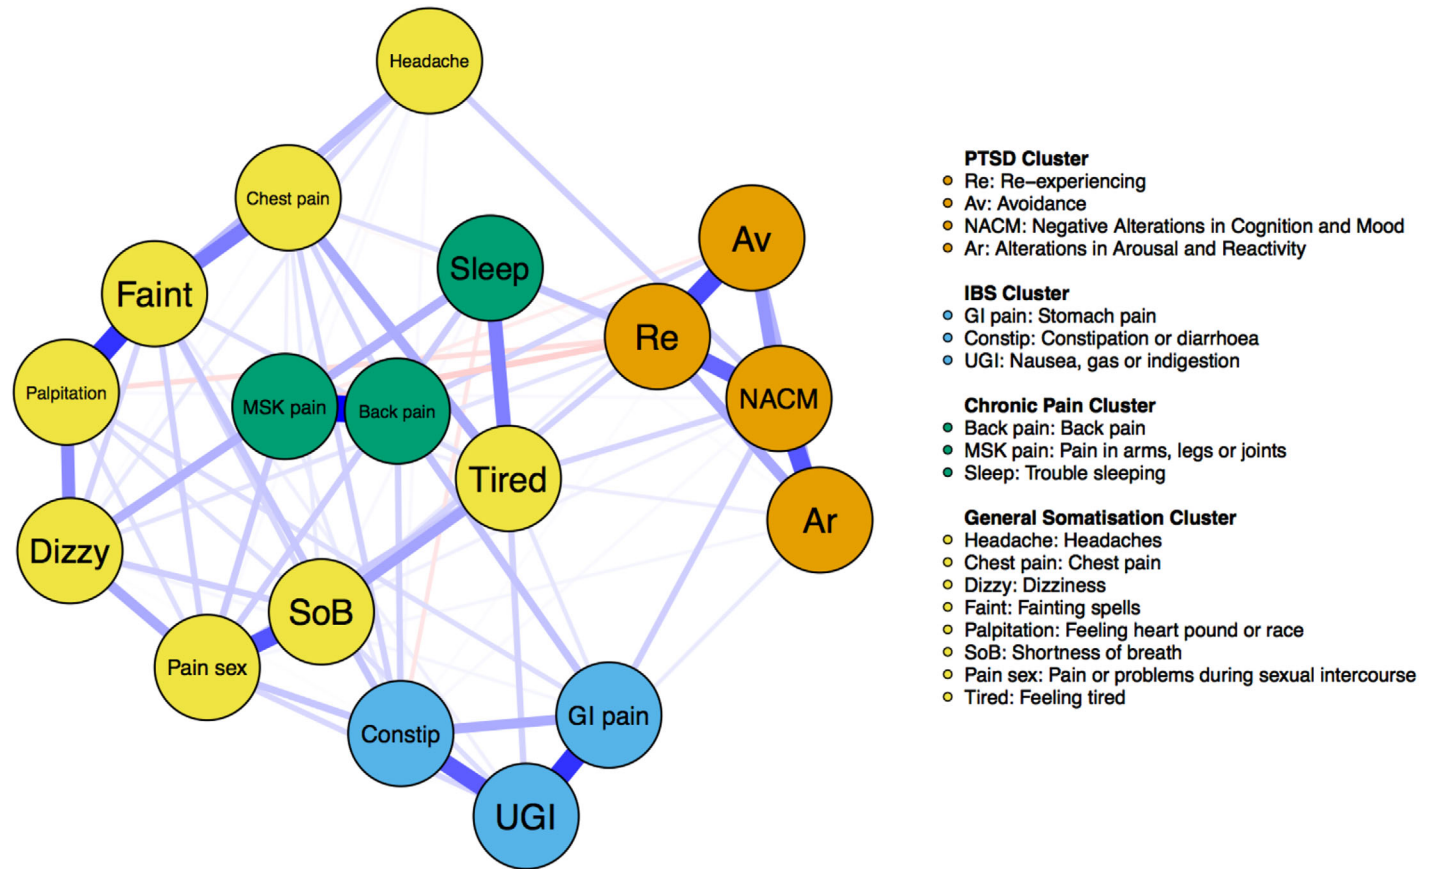 Headache
Chest pain
Sleep
Av
Faint
Re
Palpitation
MSK pain
Back pain
NACM
Tired
Ar
Dizzy
SoB
Pain sex
Constip
GI pain
UGI
PTSD Cluster
Re: Re−experiencing
Av: Avoidance
NACM: Negative Alterations in Cognition and Mood
Ar: Alterations in Arousal and Reactivity
IBS Cluster
GI pain: Stomach pain
Constip: Constipation or diarrhoea
UGI: Nausea, gas or indigestion
Chronic Pain Cluster
Back pain: Back pain
MSK pain: Pain in arms, legs or joints
Sleep: Trouble sleeping
General Somatisation Cluster
Headache: Headaches
Chest pain: Chest pain
Dizzy: Dizziness
Faint: Fainting spells
Palpitation: Feeling heart pound or race
SoB: Shortness of breath
Pain sex: Pain or problems during sexual intercourse
Tired: Feeling tired